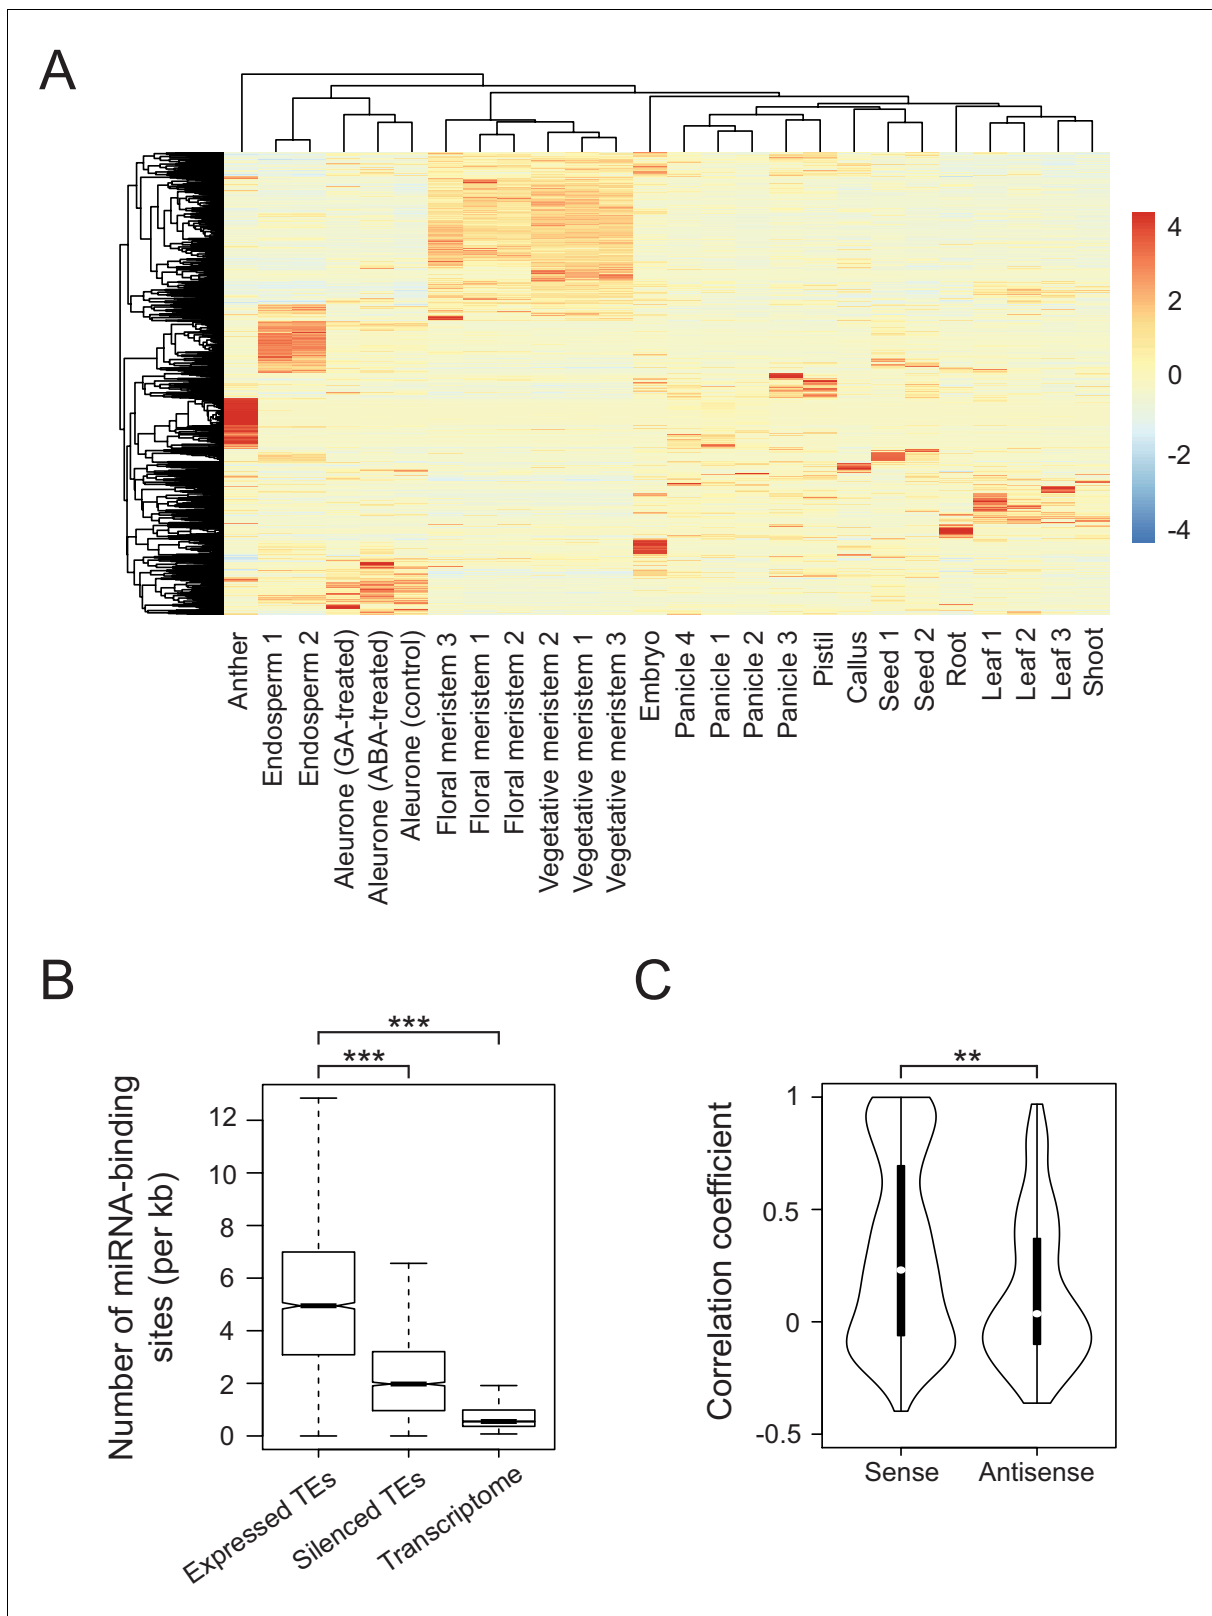 A
4
2
0
-2
-4
Anther
Endosperm 1
Endosperm 2
Aleurone (GA-treated)
Aleurone (ABA-treated)
Aleurone (control)
Floral meristem 3
Floral meristem 1
Floral meristem 2
Vegetative meristem 2
Vegetative meristem 1
Vegetative meristem 3
Embryo
Panicle 4
Panicle 1
Panicle 2
Panicle 3
Pistil
Callus
Seed 1
Seed 2
Root
Leaf 1
Leaf 2
Leaf 3
Shoot
B
***
***
Number of miRNA-binding
sites (per kb)
12
10
8
6
4
2
0
Expressed TEs
Silenced TEs
Transcriptome
C
**
Correlation coefficient
1
0.5
0
-0.5
Sense
Antisense